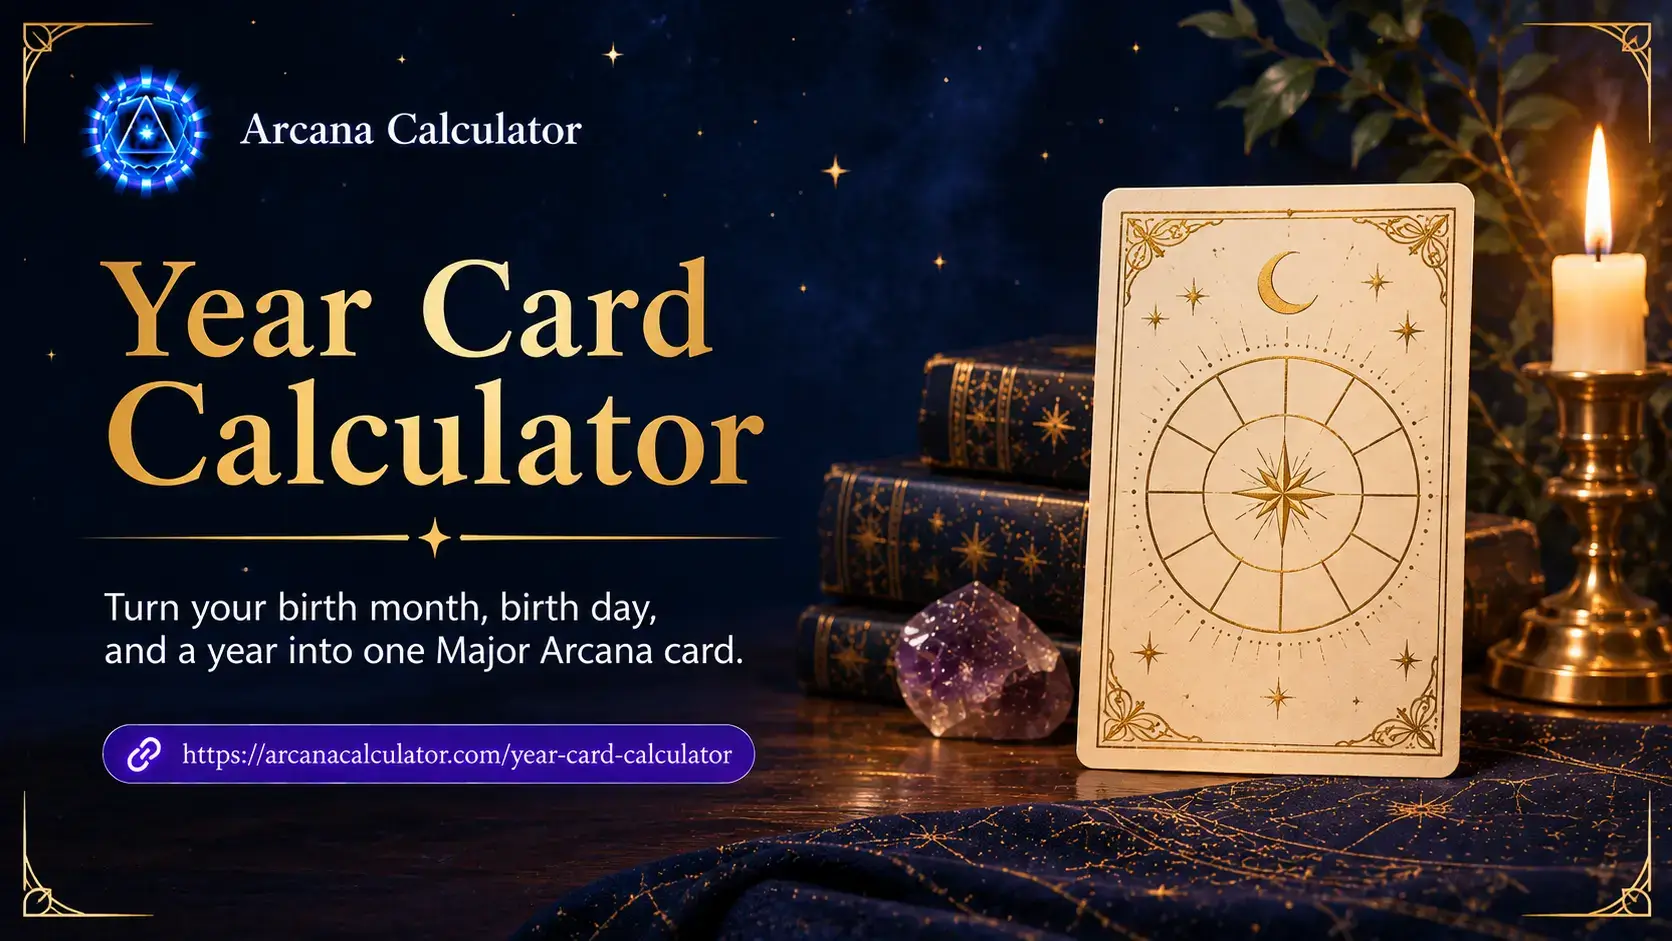 Arcana Calculator
Year Card
Calculator
Turn your birth month, birth day,
and a year into one Major Arcana card.
https://arcanacalculator.com/year-card-calculator